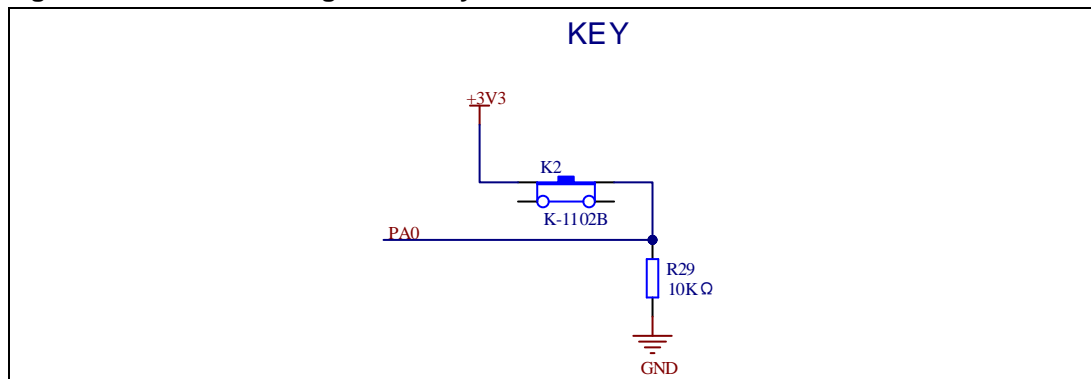 KEY
+3V3
K2
K-1102B
PA0
R29
10KΩ
GND